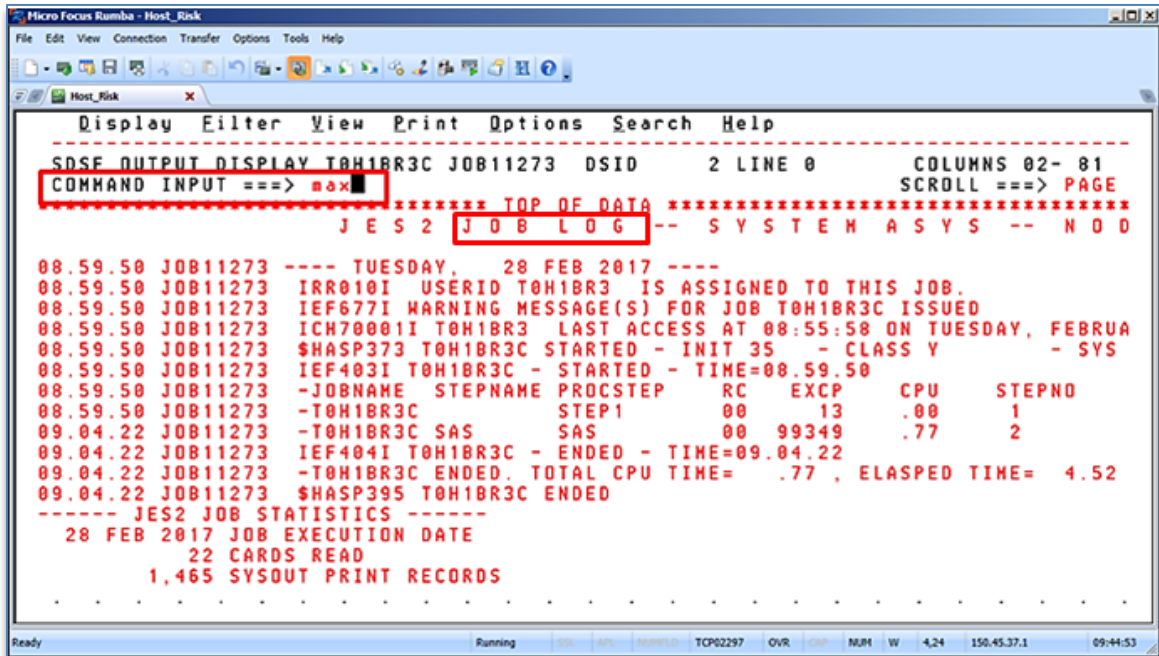 Micro Focus Rumba - Host_Risk
File Edit View Connection Transfer Options Tools Help
Host_Risk
Display Filter View Print Options Search Help
SDSF OUTPUT DISPLAY T0H1BR3C JOB11273 DSID 2 LINE 0 COLUMNS 02- 81
COMMAND INPUT ===> max SCROLL ===> PAGE
********************************* TOP OF DATA **********************************
J E S 2 J O B L O G -- S Y S T E M A S Y S -- N O D
08.59.50 JOB11273 ---- TUESDAY, 28 FEB 2017 ----
08.59.50 JOB11273 IRR010I USERID T0H1BR3 IS ASSIGNED TO THIS JOB.
08.59.50 JOB11273 IEF677I WARNING MESSAGE(S) FOR JOB T0H1BR3C ISSUED
08.59.50 JOB11273 ICH70001I T0H1BR3 LAST ACCESS AT 08:55:58 ON TUESDAY, FEBRUA
08.59.50 JOB11273 $HASP373 T0H1BR3C STARTED - INIT 35 - CLASS Y - SYS
08.59.50 JOB11273 IEF403I T0H1BR3C - STARTED - TIME=08.59.50
08.59.50 JOB11273 -JOBNAME STEPNAME PROCSTEP RC EXCP CPU STEPNO
08.59.50 JOB11273 -T0H1BR3C STEP1 00 13 .00 1
09.04.22 JOB11273 -T0H1BR3C SAS SAS 00 99349 .77 2
09.04.22 JOB11273 IEF404I T0H1BR3C - ENDED - TIME=09.04.22
09.04.22 JOB11273 -T0H1BR3C ENDED. TOTAL CPU TIME= .77 , ELASPED TIME= 4.52
09.04.22 JOB11273 $HASP395 T0H1BR3C ENDED
------ JES2 JOB STATISTICS ------
28 FEB 2017 JOB EXECUTION DATE
22 CARDS READ
1,465 SYSOUT PRINT RECORDS
Ready Running SSL APL NUMFLD TCP02297 OVR CAP NUM W 4,24 150.45.37.1 09:44:53